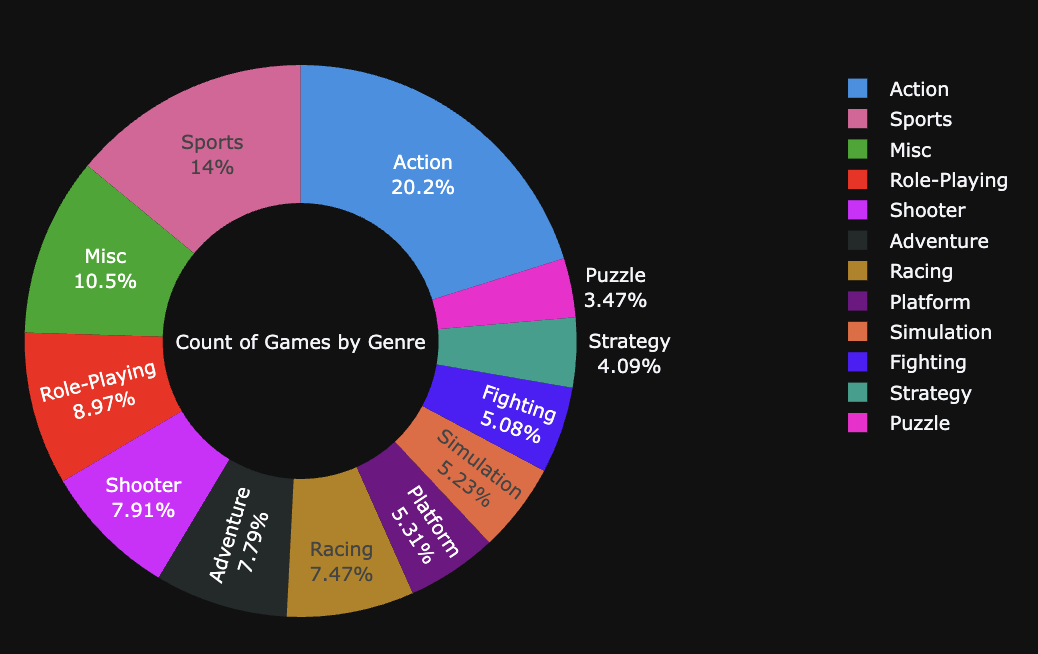 Sports
14%
Action
20.2%
Misc
10.5%
Puzzle
3.47%
Count of Games by Genre
Strategy
4.09%
Role-Playing
8.97%
Fighting
5.08%
Simulation
5.23%
Shooter
7.91%
Adventure
7.79%
Platform
5.31%
Racing
7.47%
Action
Sports
Misc
Role-Playing
Shooter
Adventure
Racing
Platform
Simulation
Fighting
Strategy
Puzzle